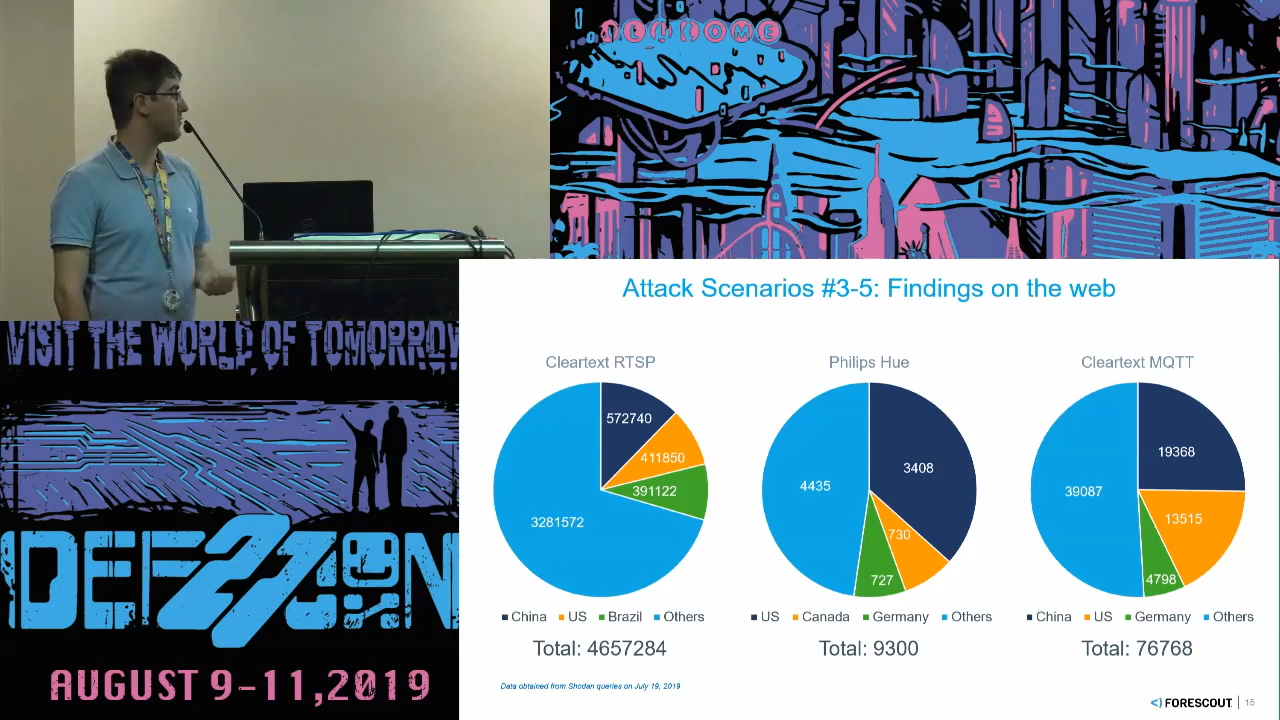 WELCOME
VISIT THE WORLD OF TOMORROW
DEF CON
27
AUGUST 9-11,2019
Attack Scenarios #3-5: Findings on the web
Cleartext RTSP
572740
411850
391122
3281572
China US Brazil Others
Total: 4657284
Philips Hue
3408
4435
730
727
US Canada Germany Others
Total: 9300
Cleartext MQTT
19368
39087
13515
4798
China US Germany Others
Total: 76768
Data obtained from Shodan queries on July 19, 2019
<) FORESCOUT 15